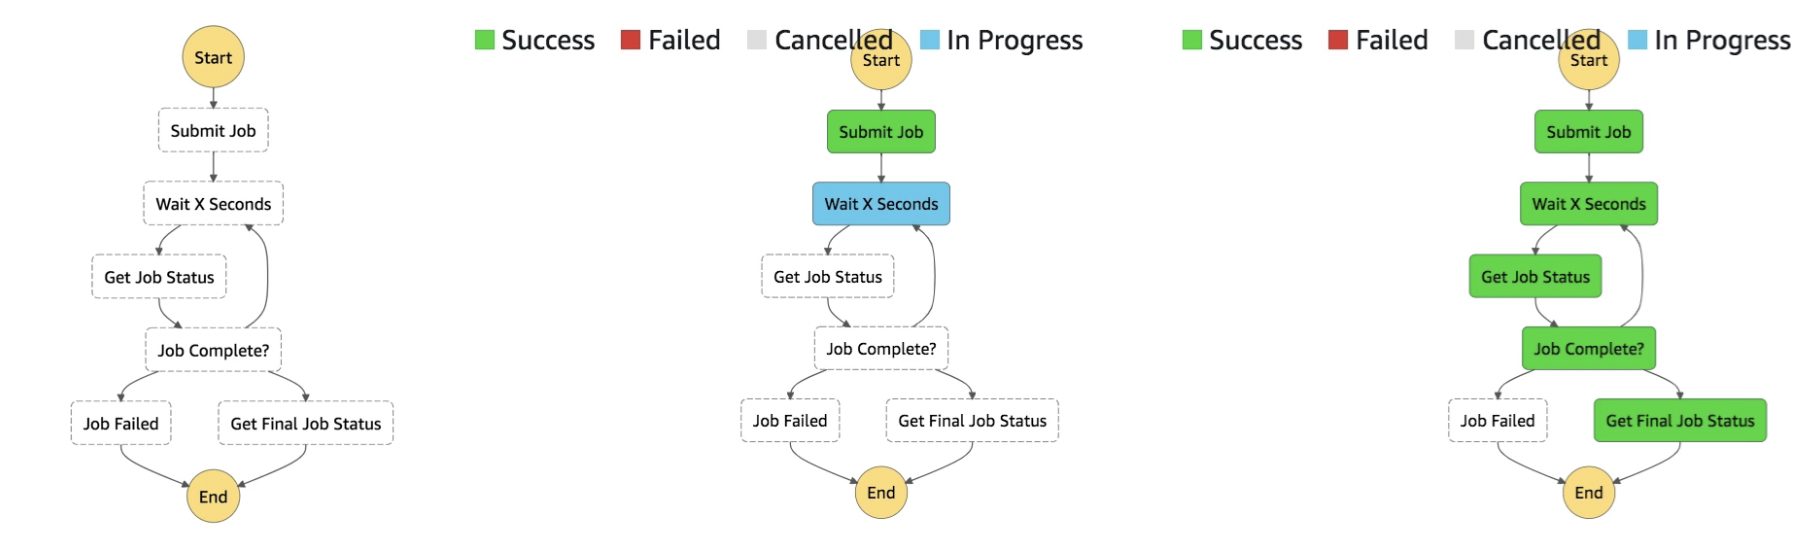 Start
Submit Job
Wait X Seconds
Get Job Status
Job Complete?
Job Failed
Get Final Job Status
End
Success
Failed
Cancelled
In Progress
Start
Submit Job
Wait X Seconds
Get Job Status
Job Complete?
Job Failed
Get Final Job Status
End
Success
Failed
Cancelled
In Progress
Start
Submit Job
Wait X Seconds
Get Job Status
Job Complete?
Job Failed
Get Final Job Status
End